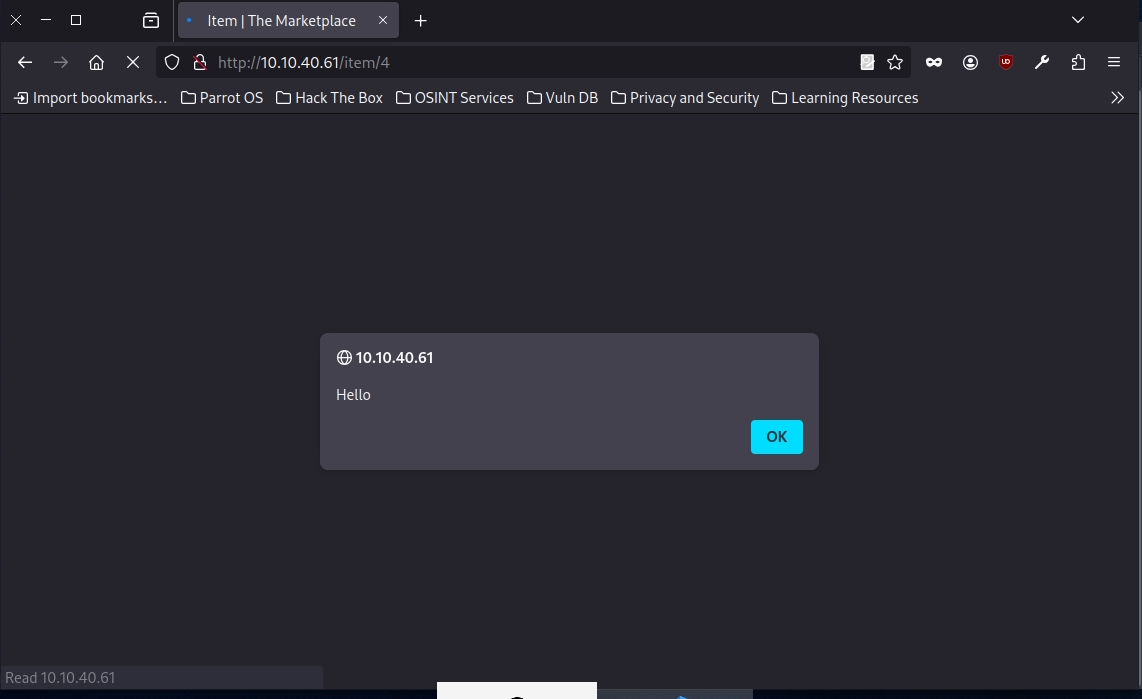 Item | The Marketplace
http://10.10.40.61/item/4
Import bookmarks… Parrot OS Hack The Box OSINT Services Vuln DB Privacy and Security Learning Resources
10.10.40.61
Hello
OK
Read 10.10.40.61